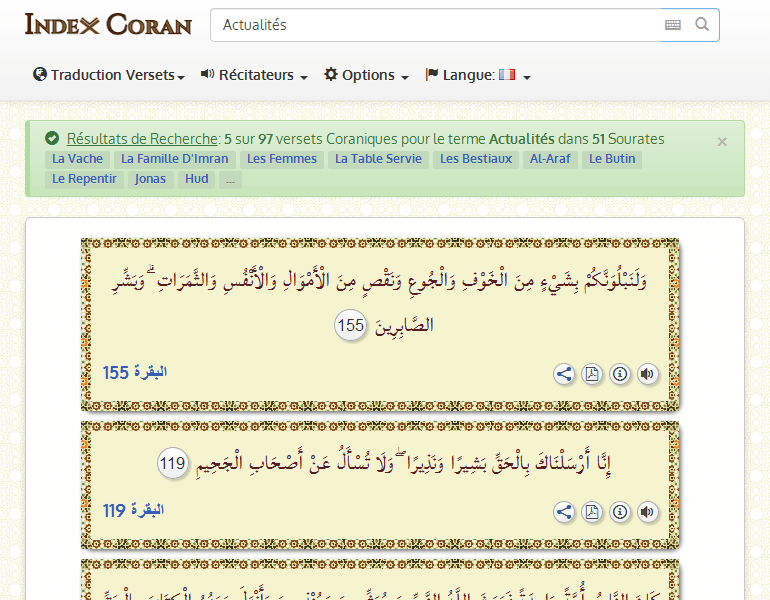 INDEX CORAN
Actualités
Traduction Versets Récitateurs Options Langue:
Résultats de Recherche: 5 sur 97 versets Coraniques pour le terme Actualités dans 51 Sourates ×
La Vache La Famille D'Imran Les Femmes La Table Servie Les Bestiaux Al-Araf Le Butin
Le Repentir Jonas Hud ...
وَلَنَبْلُوَنَّكُمْ بِشَيْءٍ مِنَ الْخَوْفِ وَالْجُوعِ وَنَقْصٍ مِنَ الْأَمْوَالِ وَالْأَنْفُسِ وَالثَّمَرَاتِ ۗ وَبَشِّرِ
الصَّابِرِينَ 155
البقرة 155
إِنَّا أَرْسَلْنَاكَ بِالْحَقِّ بَشِيرًا وَنَذِيرًا ۖ وَلَا تُسْأَلُ عَنْ أَصْحَابِ الْجَحِيمِ 119
البقرة 119